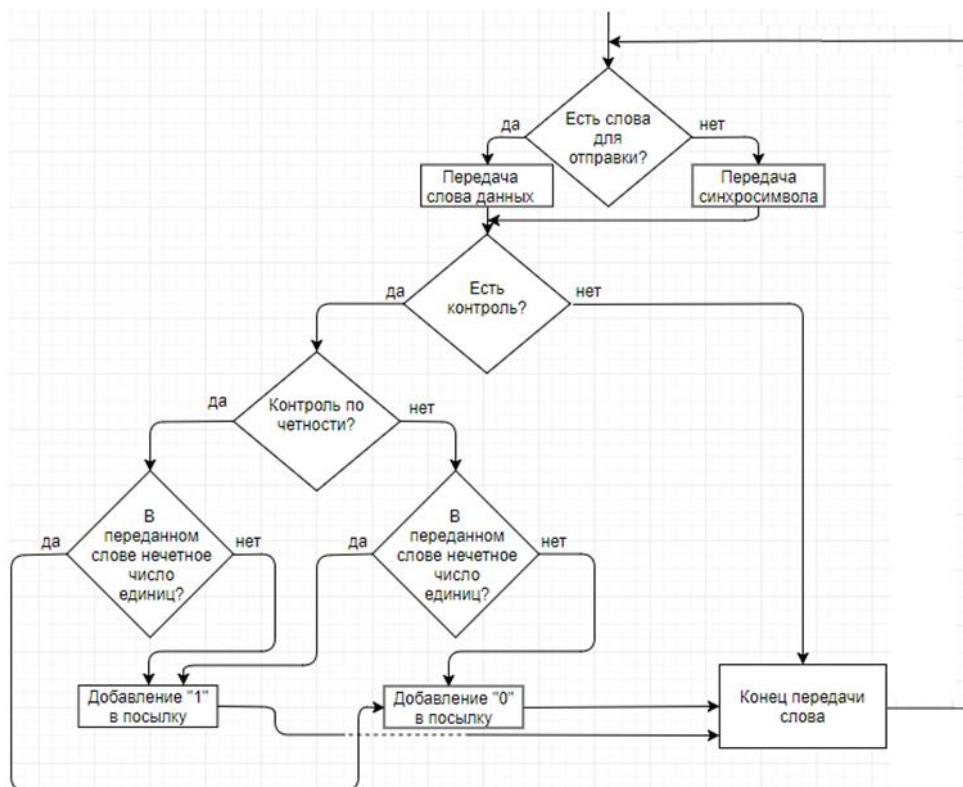 Есть слова
для
отправки?
да
нет
Передача
слова данных
Передача
синхросимвола
Есть
контроль?
да
нет
Контроль по
четности?
да
нет
В
переданном
слове нечетное
число
единиц?
да
нет
В
переданном
слове нечетное
число
единиц?
да
нет
Добавление "1"
в посылку
Добавление "0"
в посылку
Конец передачи
слова